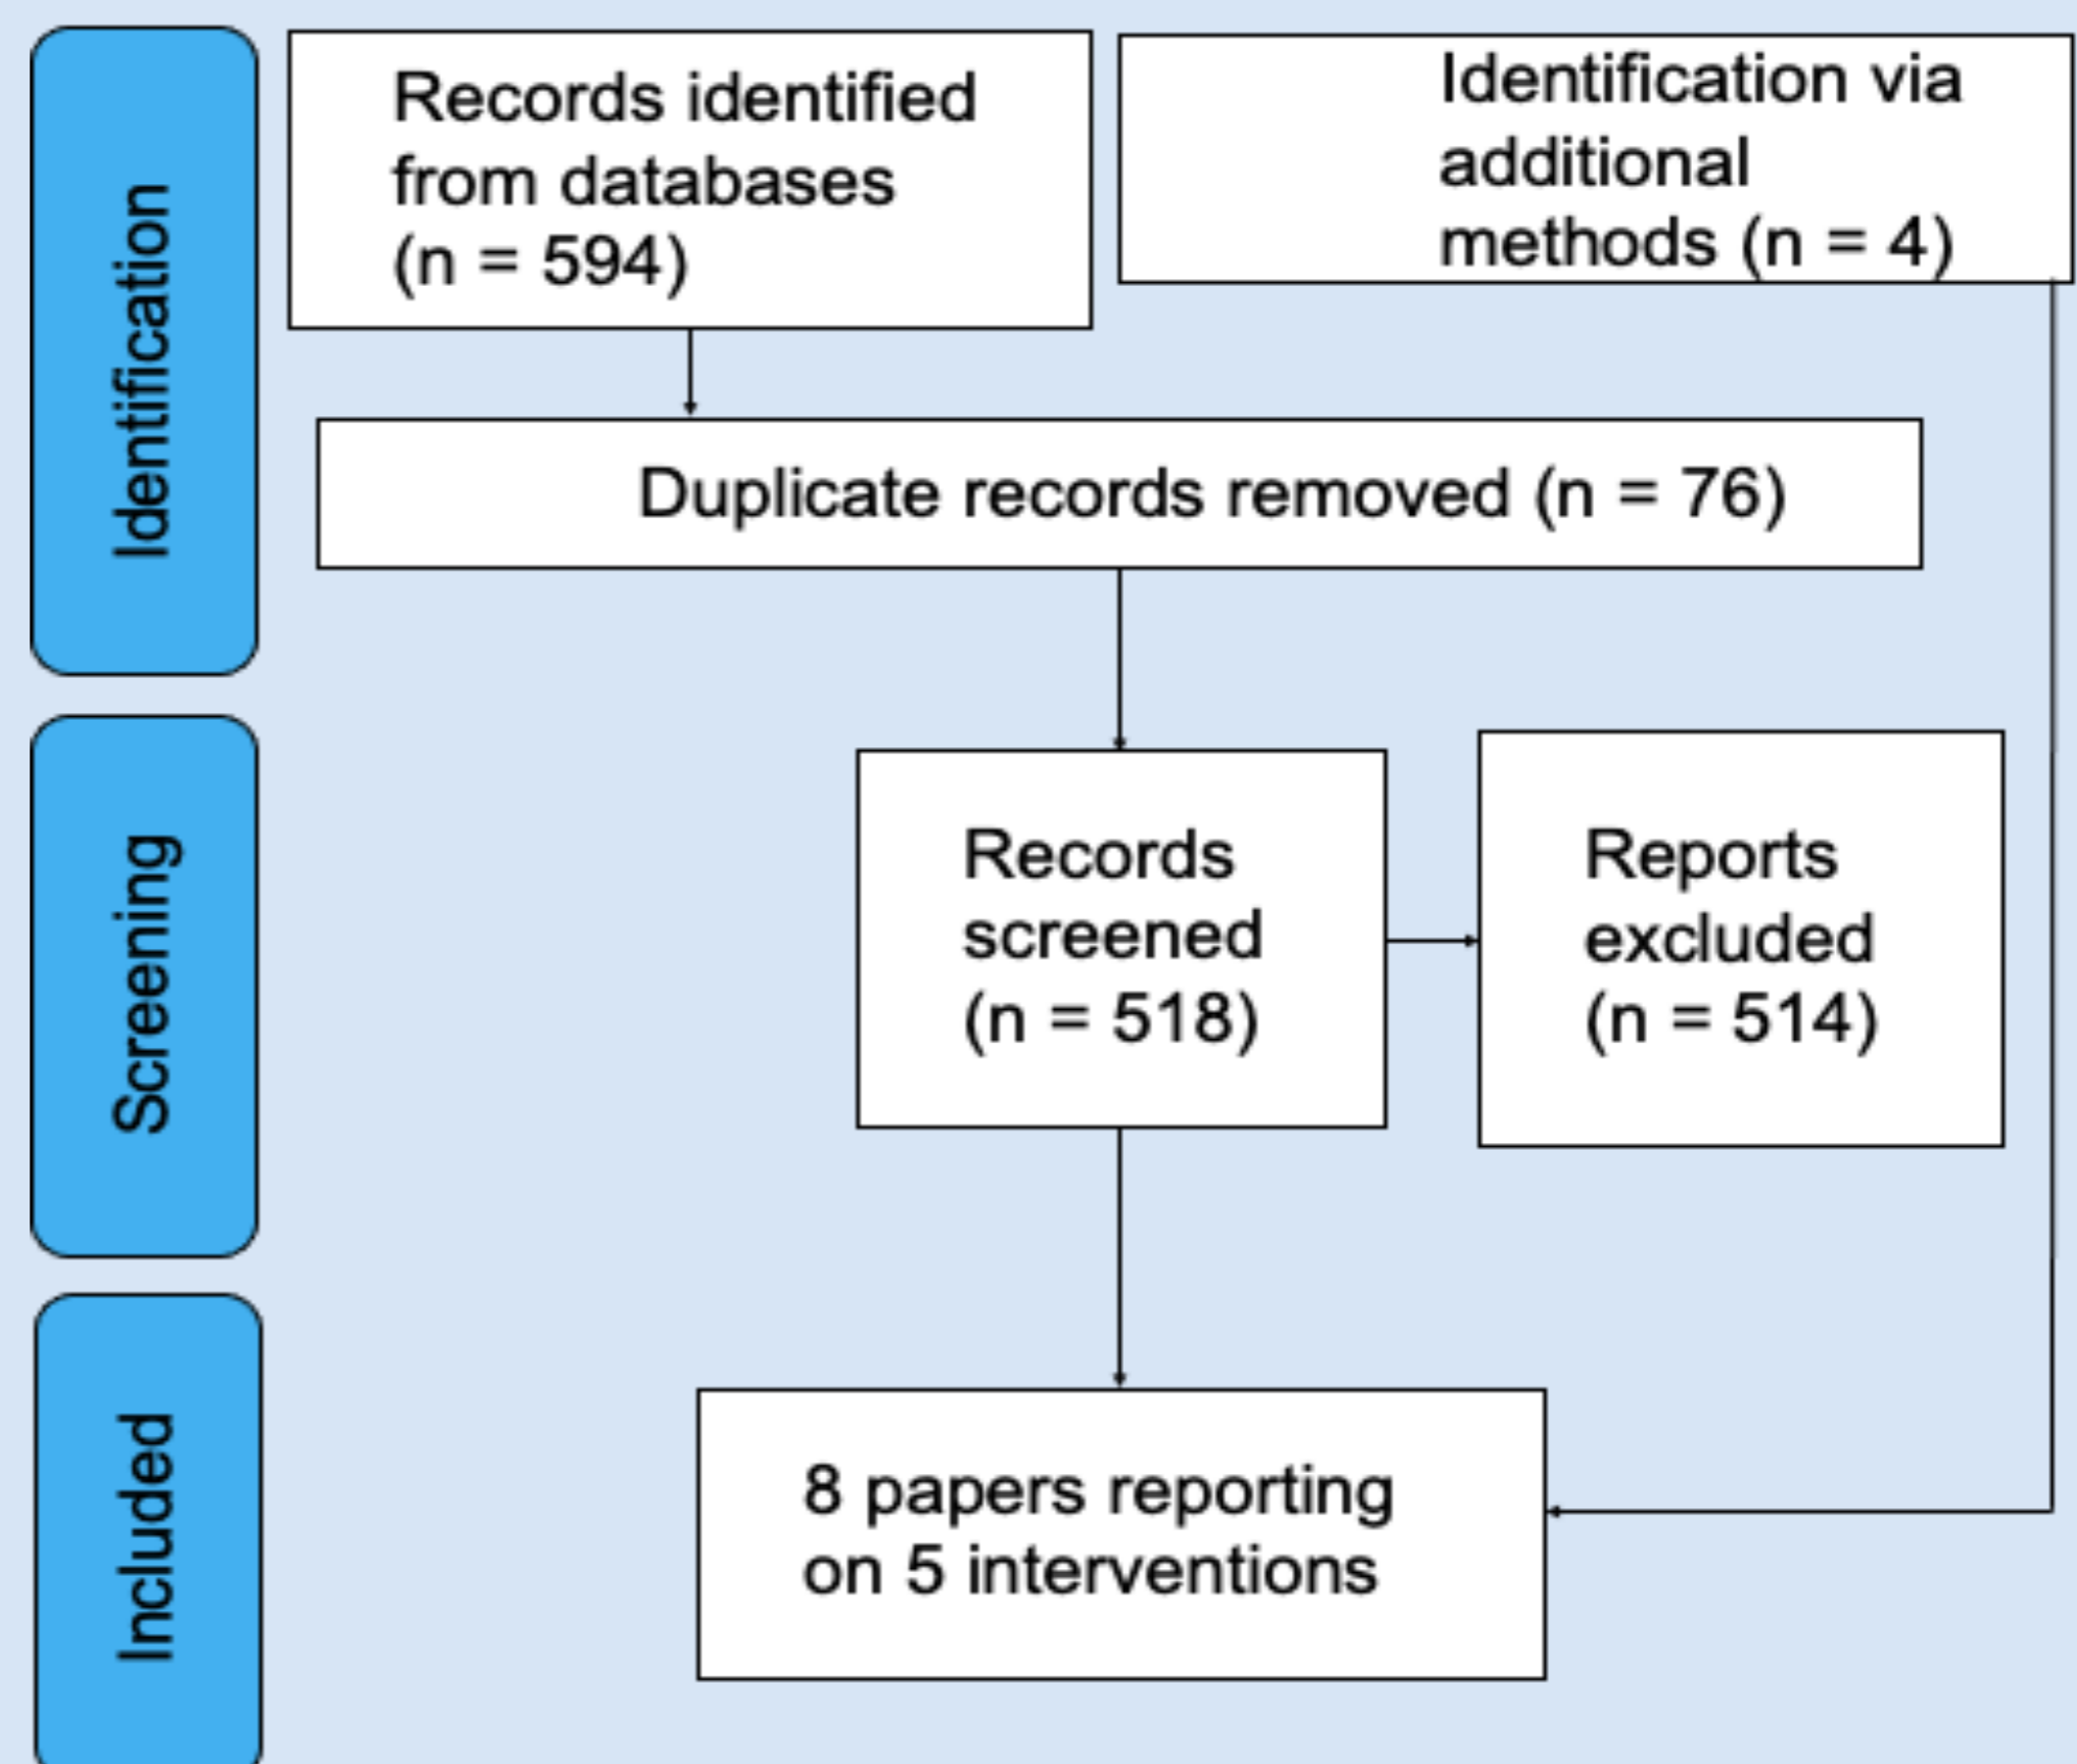 Identification
Records identified
from databases
(n = 594)
Identification via
additional
methods (n = 4)
Duplicate records removed (n = 76)
Screening
Records
screened
(n = 518)
Reports
excluded
(n = 514)
Included
8 papers reporting
on 5 interventions